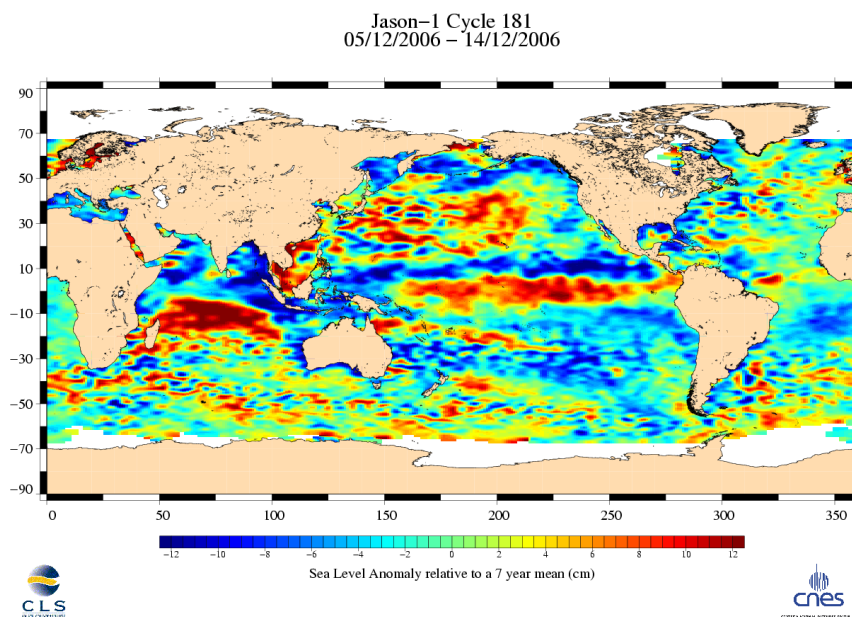 Jason-1 Cycle 181
05/12/2006 - 14/12/2006
90
70
50
30
10
-10
-30
-50
-70
-90
0 50 100 150 200 250 300 350
-12 -10 -8 -6 -4 -2 0 2 4 6 8 10 12
Sea Level Anomaly relative to a 7 year mean (cm)
CLS
cnes